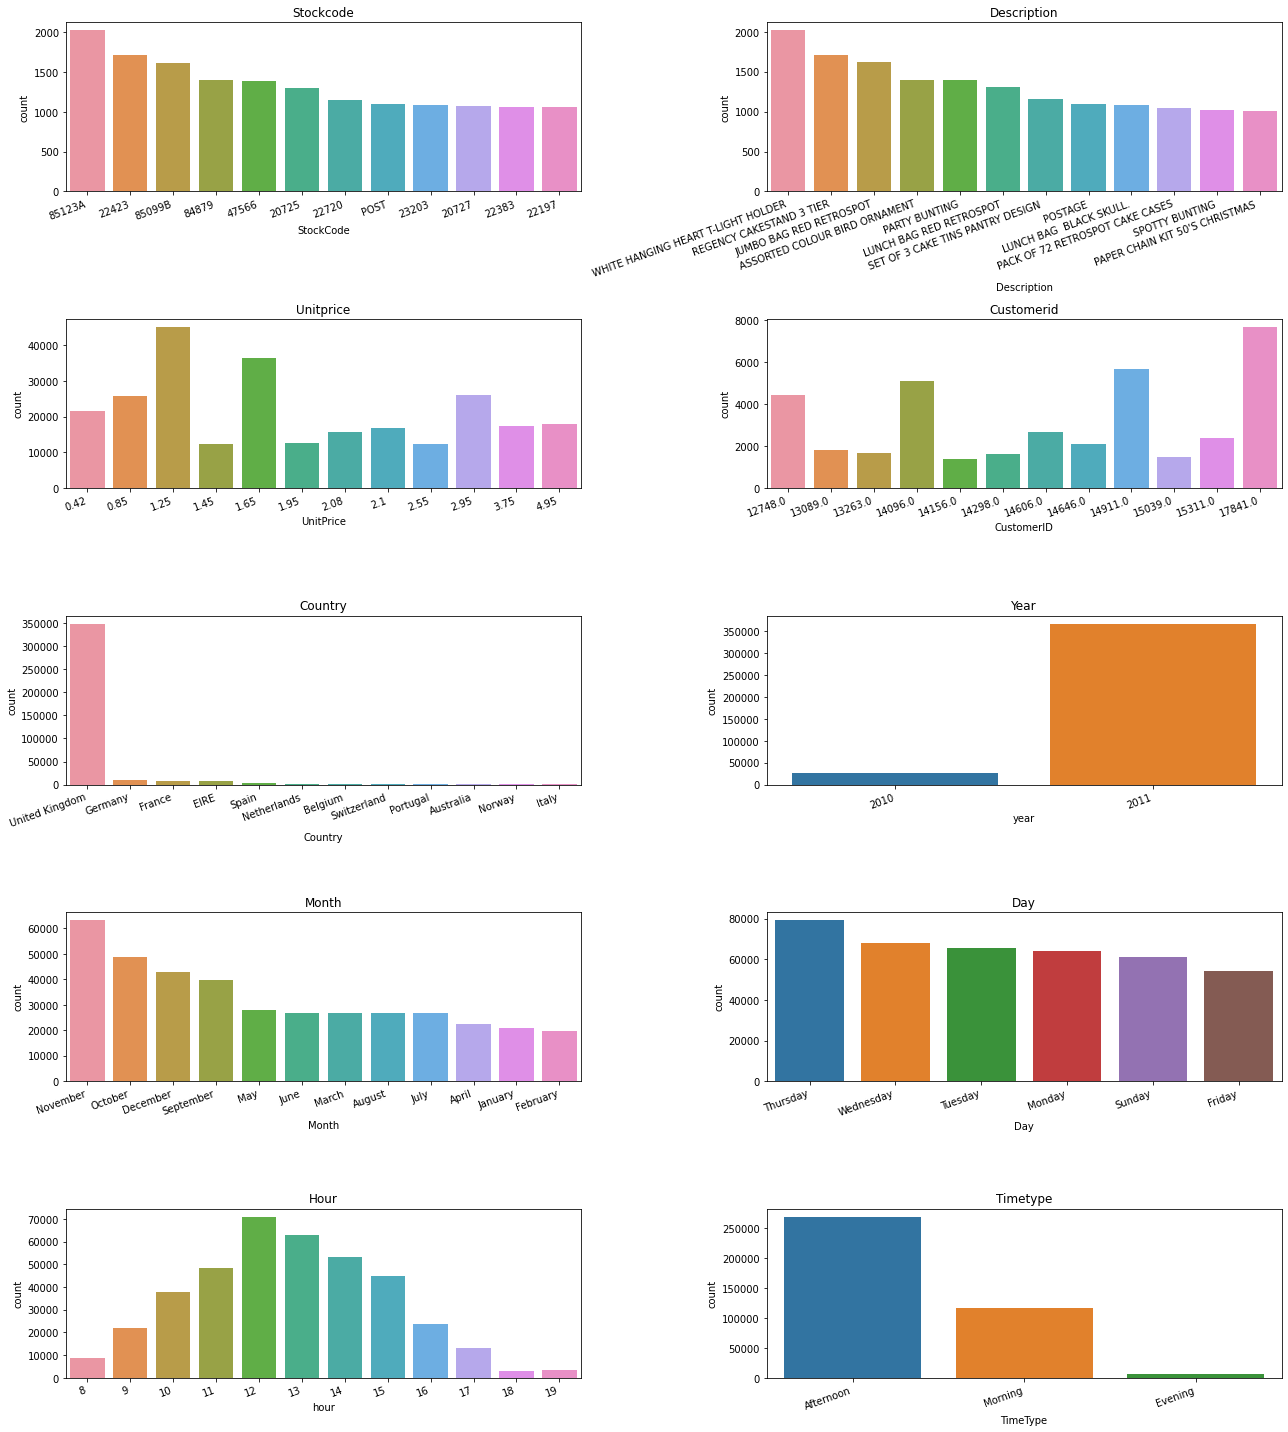 Stockcode
count
2000
1500
1000
500
0
85123A
22423
85099B
84879
47566
20725
22720
POST
23203
20727
22383
22197
StockCode
Description
count
2000
1500
1000
500
0
WHITE HANGING HEART T-LIGHT HOLDER
REGENCY CAKESTAND 3 TIER
JUMBO BAG RED RETROSPOT
ASSORTED COLOUR BIRD ORNAMENT
PARTY BUNTING
LUNCH BAG RED RETROSPOT
SET OF 3 CAKE TINS PANTRY DESIGN
POSTAGE
LUNCH BAG  BLACK SKULL.
PACK OF 72 RETROSPOT CAKE CASES
SPOTTY BUNTING
PAPER CHAIN KIT 50'S CHRISTMAS
Description
Unitprice
count
40000
30000
20000
10000
0
0.42
0.85
1.25
1.45
1.65
1.95
2.08
2.1
2.55
2.95
3.75
4.95
UnitPrice
Customerid
count
8000
6000
4000
2000
0
12748.0
13089.0
13263.0
14096.0
14156.0
14298.0
14606.0
14646.0
14911.0
15039.0
15311.0
17841.0
CustomerID
Country
count
350000
300000
250000
200000
150000
100000
50000
0
United Kingdom
Germany
France
EIRE
Spain
Netherlands
Belgium
Switzerland
Portugal
Australia
Norway
Italy
Country
Year
count
350000
300000
250000
200000
150000
100000
50000
0
2010
2011
year
Month
count
60000
50000
40000
30000
20000
10000
0
November
October
December
September
May
June
March
August
July
April
January
February
Month
Day
count
80000
60000
40000
20000
0
Thursday
Wednesday
Tuesday
Monday
Sunday
Friday
Day
Hour
count
70000
60000
50000
40000
30000
20000
10000
0
8
9
10
11
12
13
14
15
16
17
18
19
hour
Timetype
count
250000
200000
150000
100000
50000
0
Afternoon
Morning
Evening
TimeType